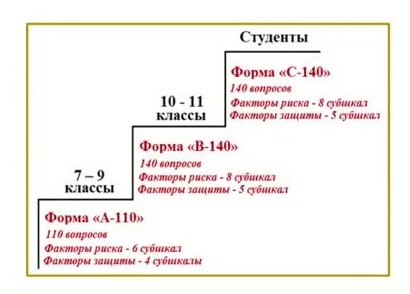 Студенты
Форма «С-140»
140 вопросов
Факторы риска - 8 субшкал
Факторы защиты - 5 субшкал
10 - 11
классы
Форма «В-140»
140 вопросов
Факторы риска - 8 субшкал
Факторы защиты - 5 субшкал
7 – 9
классы
Форма «А-110»
110 вопросов
Факторы риска - 6 субшкал
Факторы защиты - 4 субшкалы